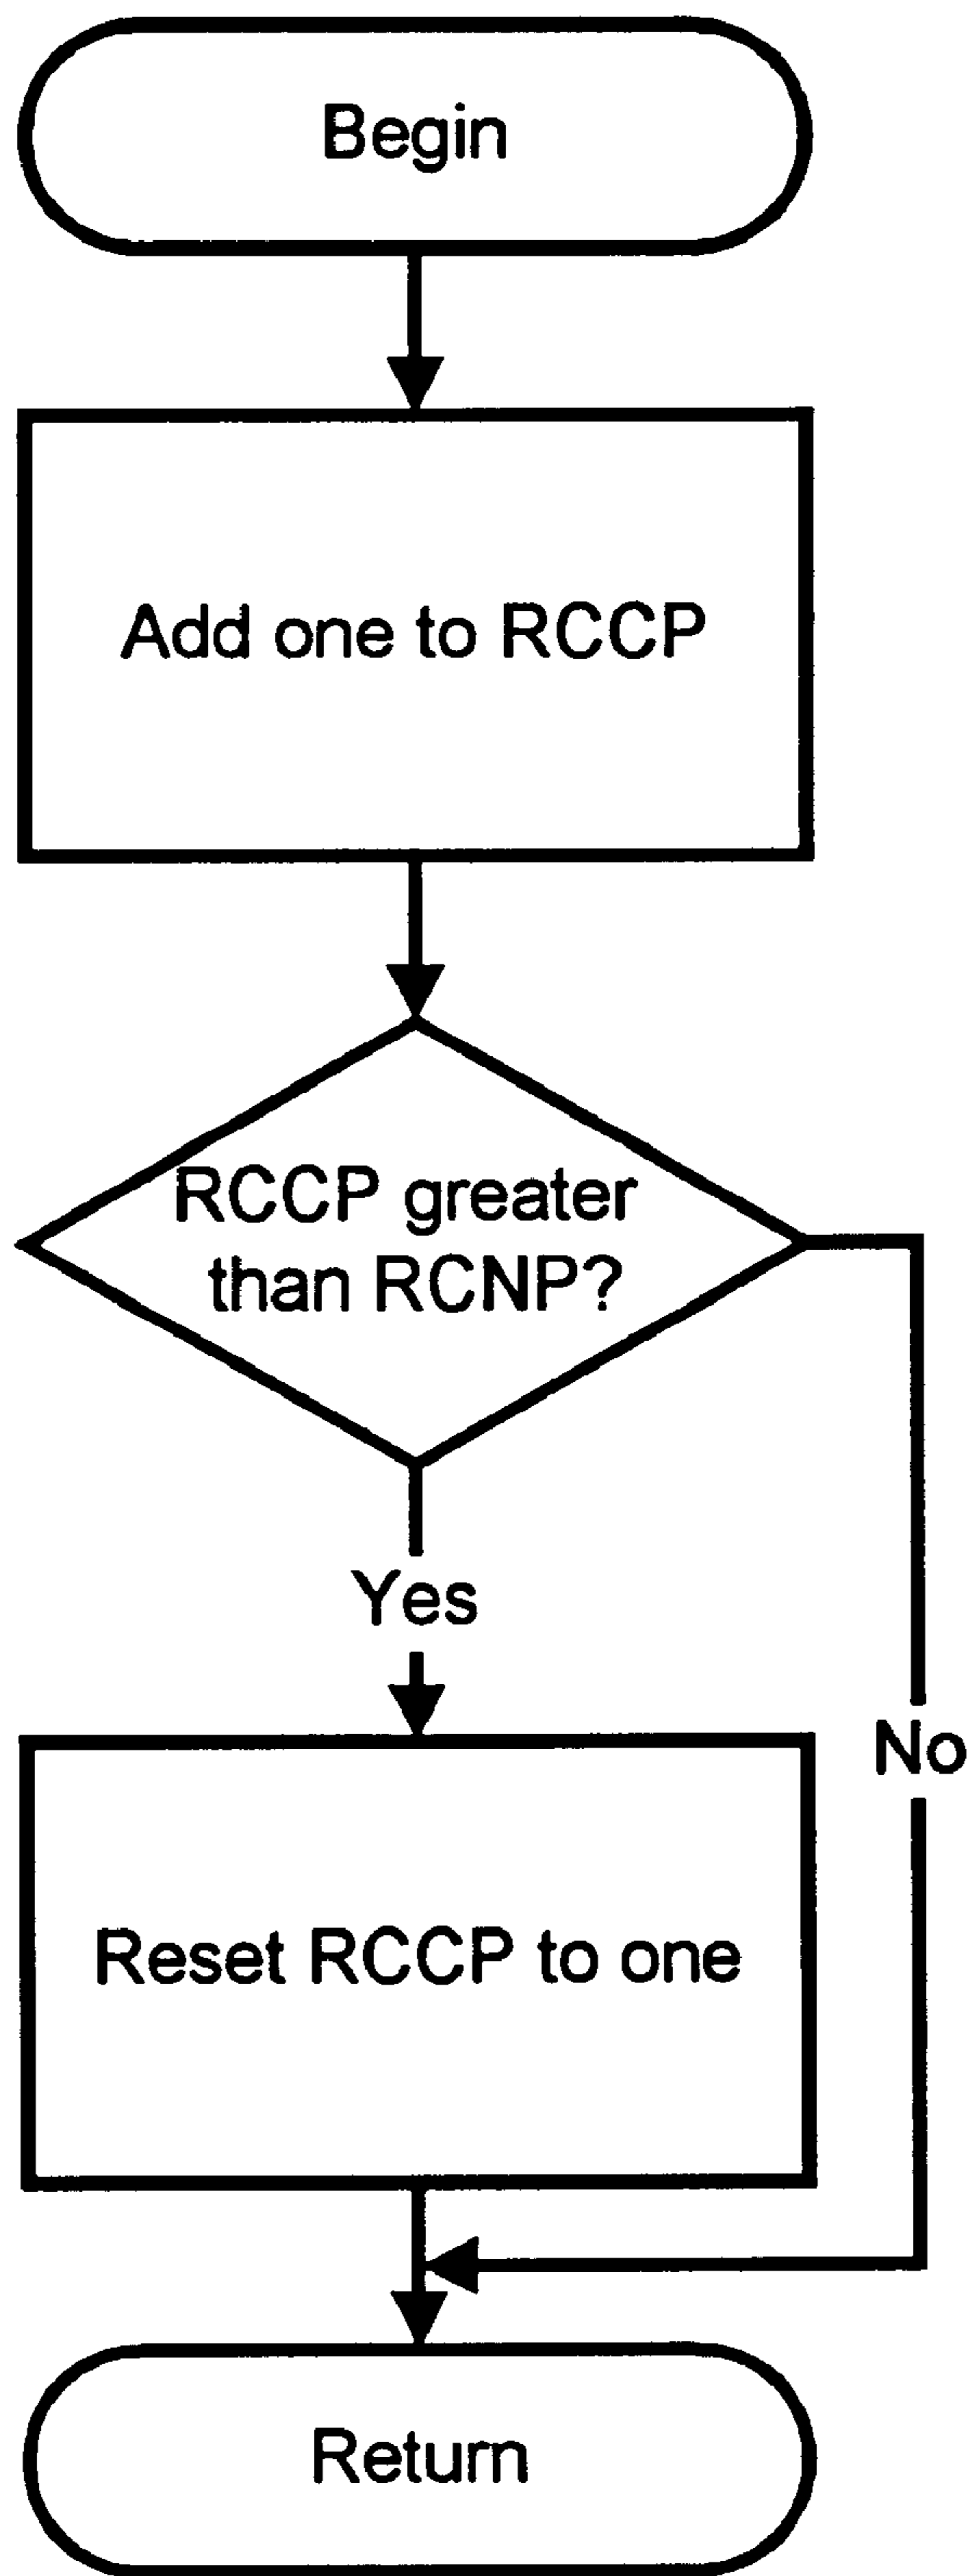 Begin
Add one to RCCP
RCCP greater
than RCNP?
Yes
No
Reset RCCP to one
Return